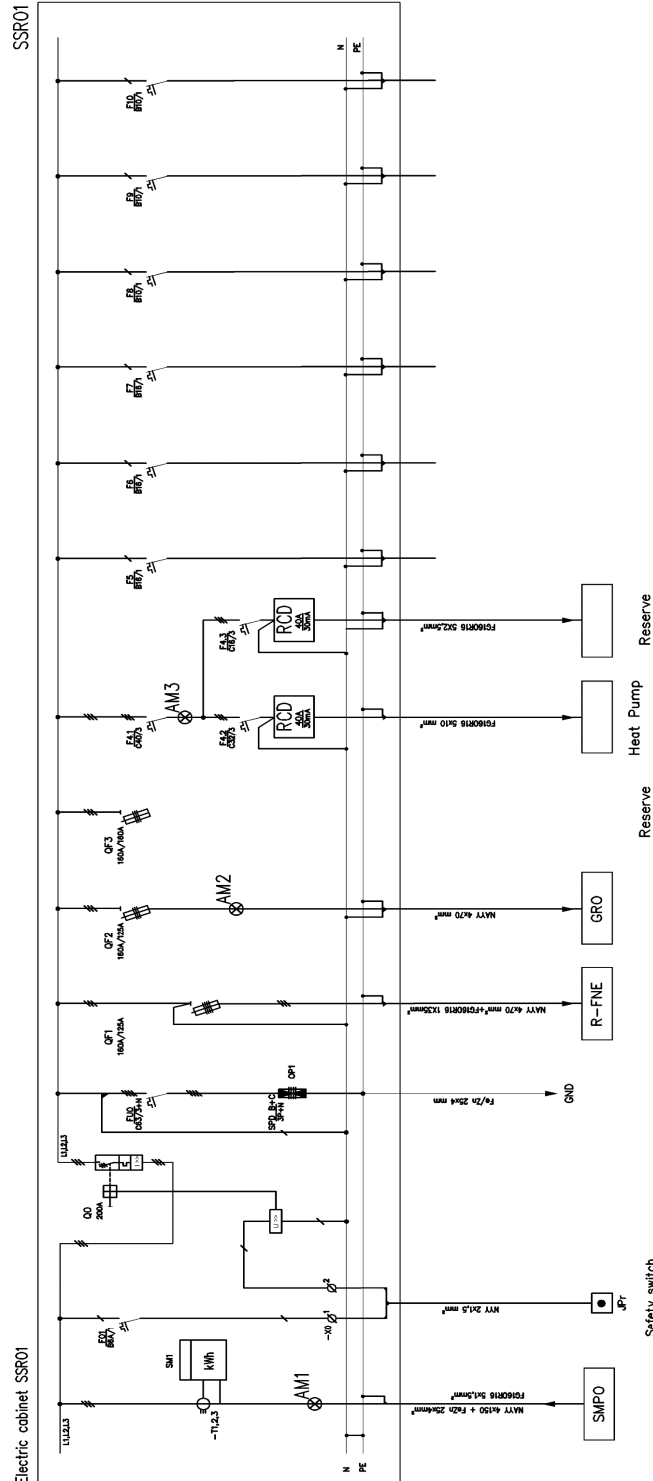 Electric cabinet SSR01
SSR01
L1,L2,L3
SM1
kWh
-T1,2,3
AM1
N
PE
NAYY 4x150 + FeZn 25x4mm²
FG16OR16 5x1,5mm²
SMPO
F01
B6A/1
-X0
1
2
NYY 2x1,5 mm²
JPr
Safety switch
Q0
200A
L1,L2,L3
I >>
U >>
FU0
C63/3+N
SPD B+C
3P+N
OP1
Fe/Zn 25x4 mm
GND
QF1
160A/125A
NAYY 4x70 mm²+FG16OR16 1X35mm²
R-FNE
QF2
160A/125A
AM2
NAYY 4x70 mm²
GRO
QF3
160A/160A
Reserve
F4.1
C40/3
AM3
F4.2
C32/3
RCD
40A
30mA
FG16OR16 5x10 mm²
Heat Pump
F4.3
C16/3
RCD
40A
30mA
FG16OR16 5X2,5mm²
Reserve
F5
B16/1
F6
B16/1
F7
B16/1
F8
B10/1
F9
B10/1
F10
B10/1
N
PE